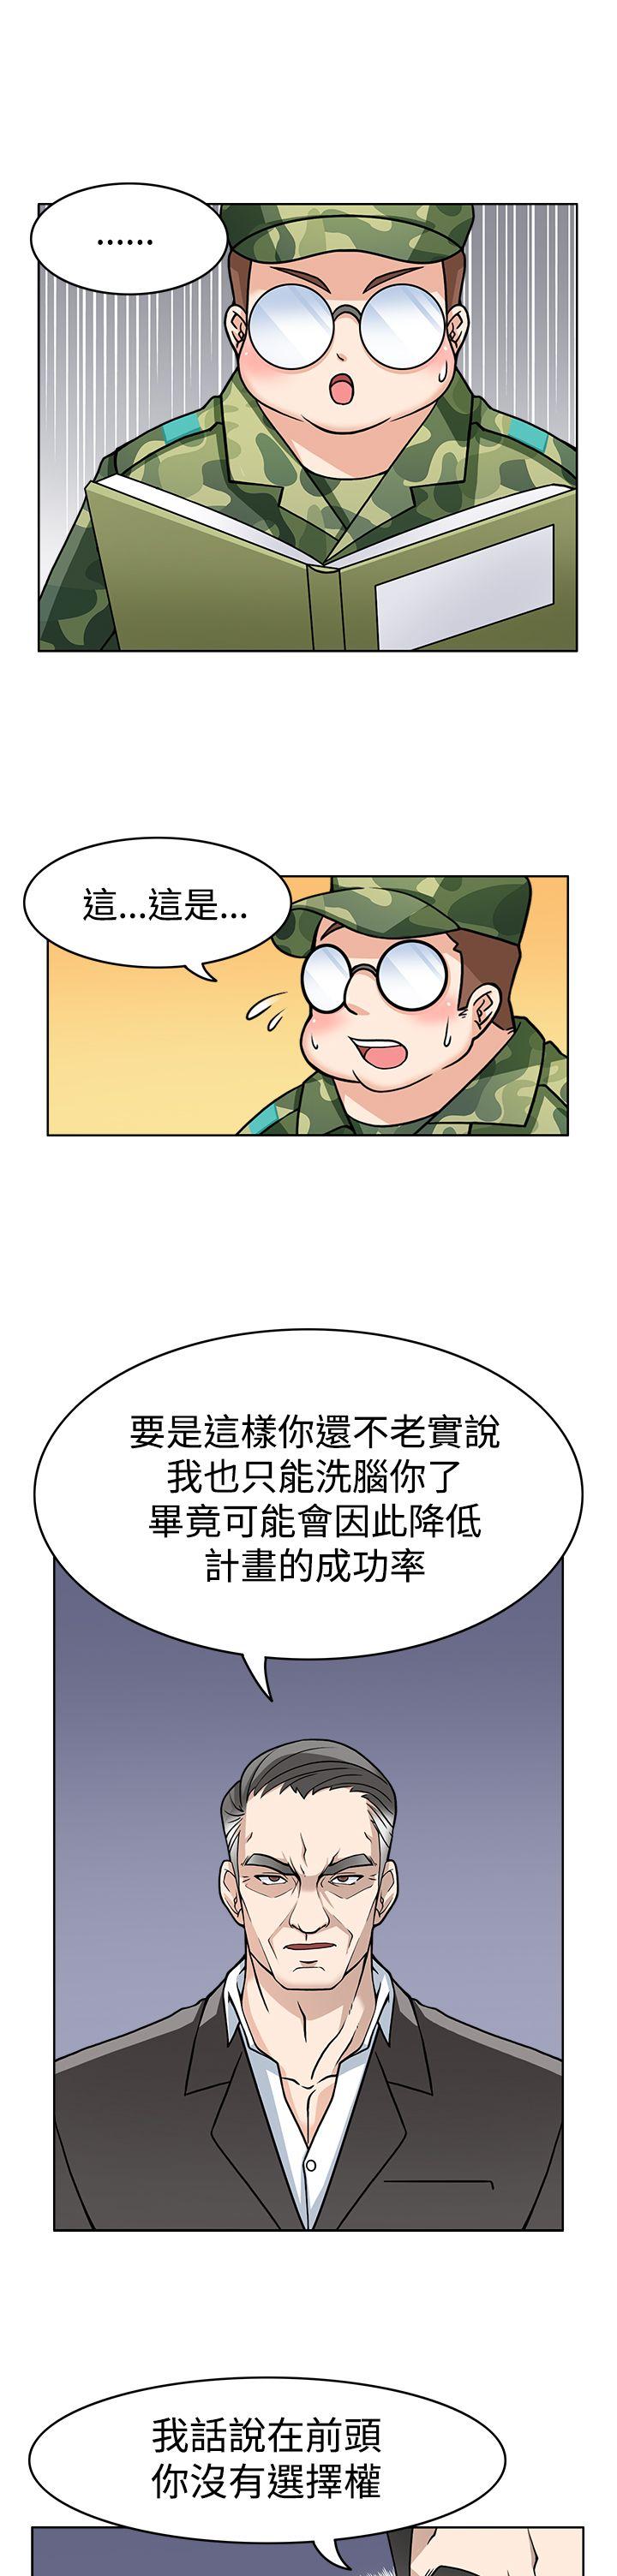 ......
這...這是...
要是這樣你還不老實說
我也只能洗腦你了
畢竟可能會因此降低
計畫的成功率
我話說在前頭
你沒有選擇權